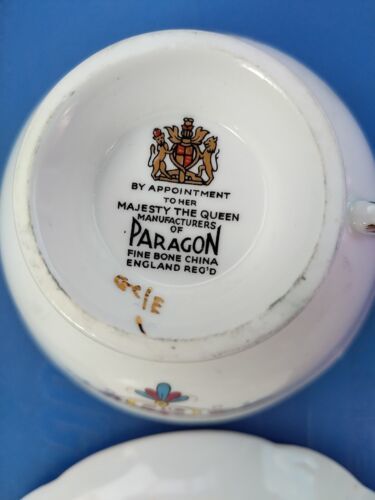 BY APPOINTMENT
TO HER
MAJESTY THE QUEEN
MANUFACTURERS
OF
PARAGON
FINE BONE CHINA
ENGLAND REG'D